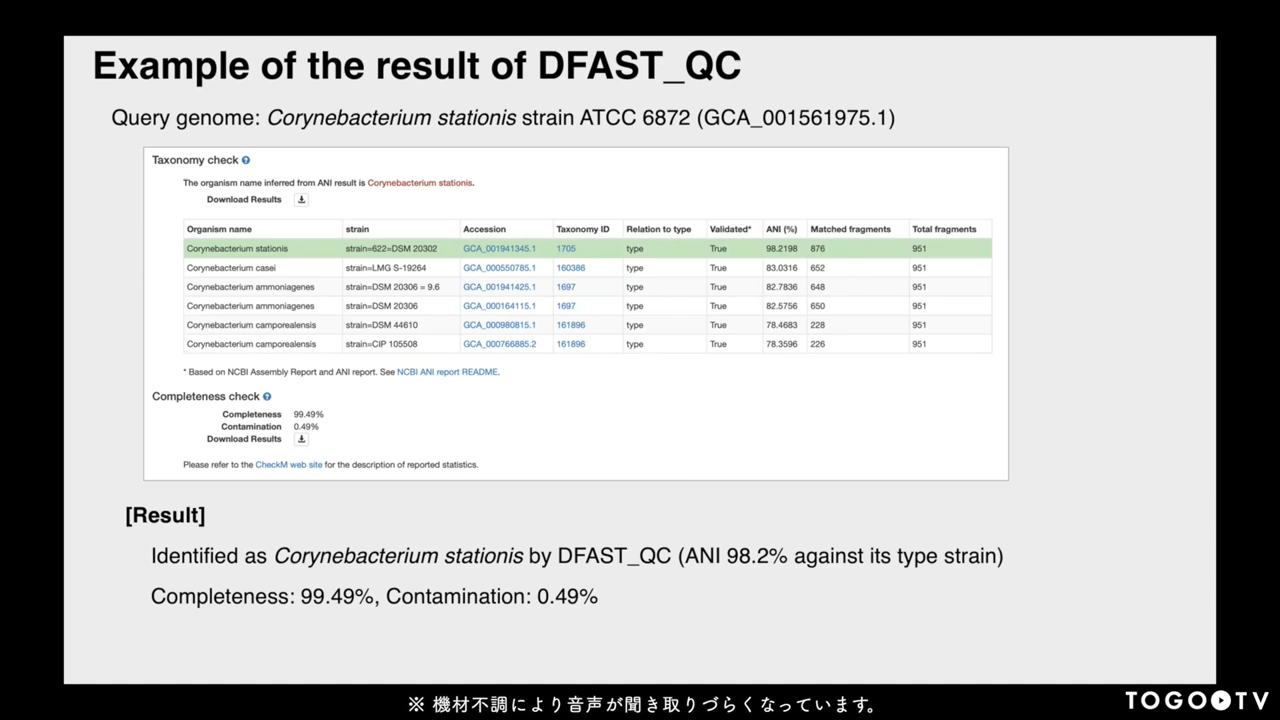 Example of the result of DFAST_QC
Query genome: Corynebacterium stationis strain ATCC 6872 (GCA_001561975.1)
Taxonomy check ?
The organism name inferred from ANI result is Corynebacterium stationis.
Download Results
Organism name strain Accession Taxonomy ID Relation to type Validated* ANI (%) Matched fragments Total fragments
Corynebacterium stationis strain=622=DSM 20302 GCA_001941345.1 1705 type True 98.2198 876 951
Corynebacterium casei strain=LMG S-19264 GCA_000550785.1 160386 type True 83.0316 652 951
Corynebacterium ammoniagenes strain=DSM 20306 = 9.6 GCA_001941425.1 1697 type True 82.7836 648 951
Corynebacterium ammoniagenes strain=DSM 20306 GCA_000164115.1 1697 type True 82.5756 650 951
Corynebacterium camporealensis strain=DSM 44610 GCA_000980815.1 161896 type True 78.4683 228 951
Corynebacterium camporealensis strain=CIP 105508 GCA_000766885.2 161896 type True 78.3596 226 951
* Based on NCBI Assembly Report and ANI report. See NCBI ANI report README.
Completeness check ?
Completeness 99.49%
Contamination 0.49%
Download Results
Please refer to the CheckM web site for the description of reported statistics.
[Result]
Identified as Corynebacterium stationis by DFAST_QC (ANI 98.2% against its type strain)
Completeness: 99.49%, Contamination: 0.49%
※ 機材不調により音声が聞き取りづらくなっています。
TOGO TV